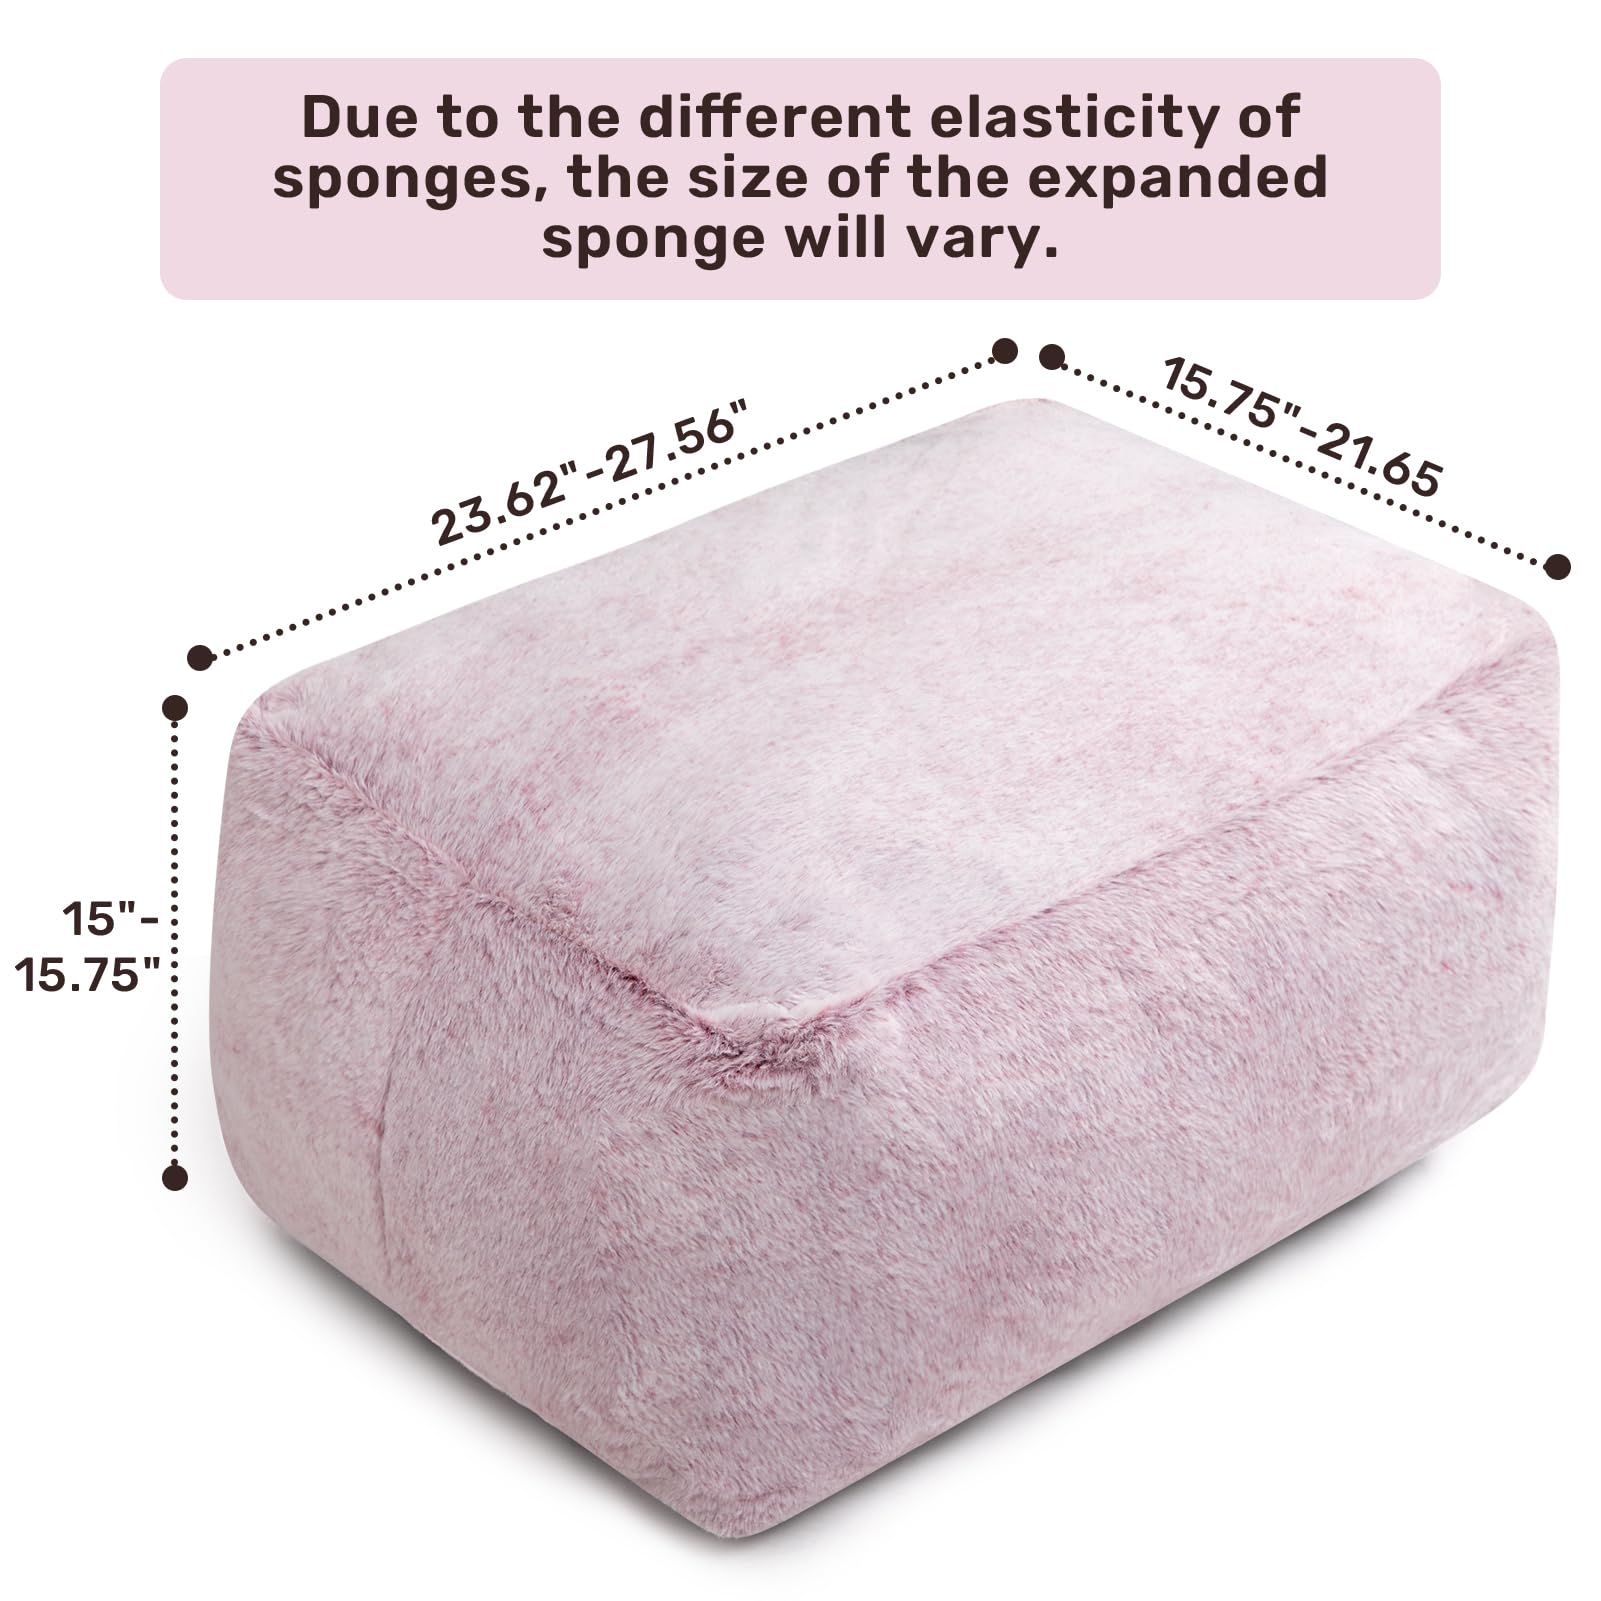 Due to the different elasticity of
sponges, the size of the expanded
sponge will vary.
23.62"-27.56"
15.75"-21.65
15"-
15.75"